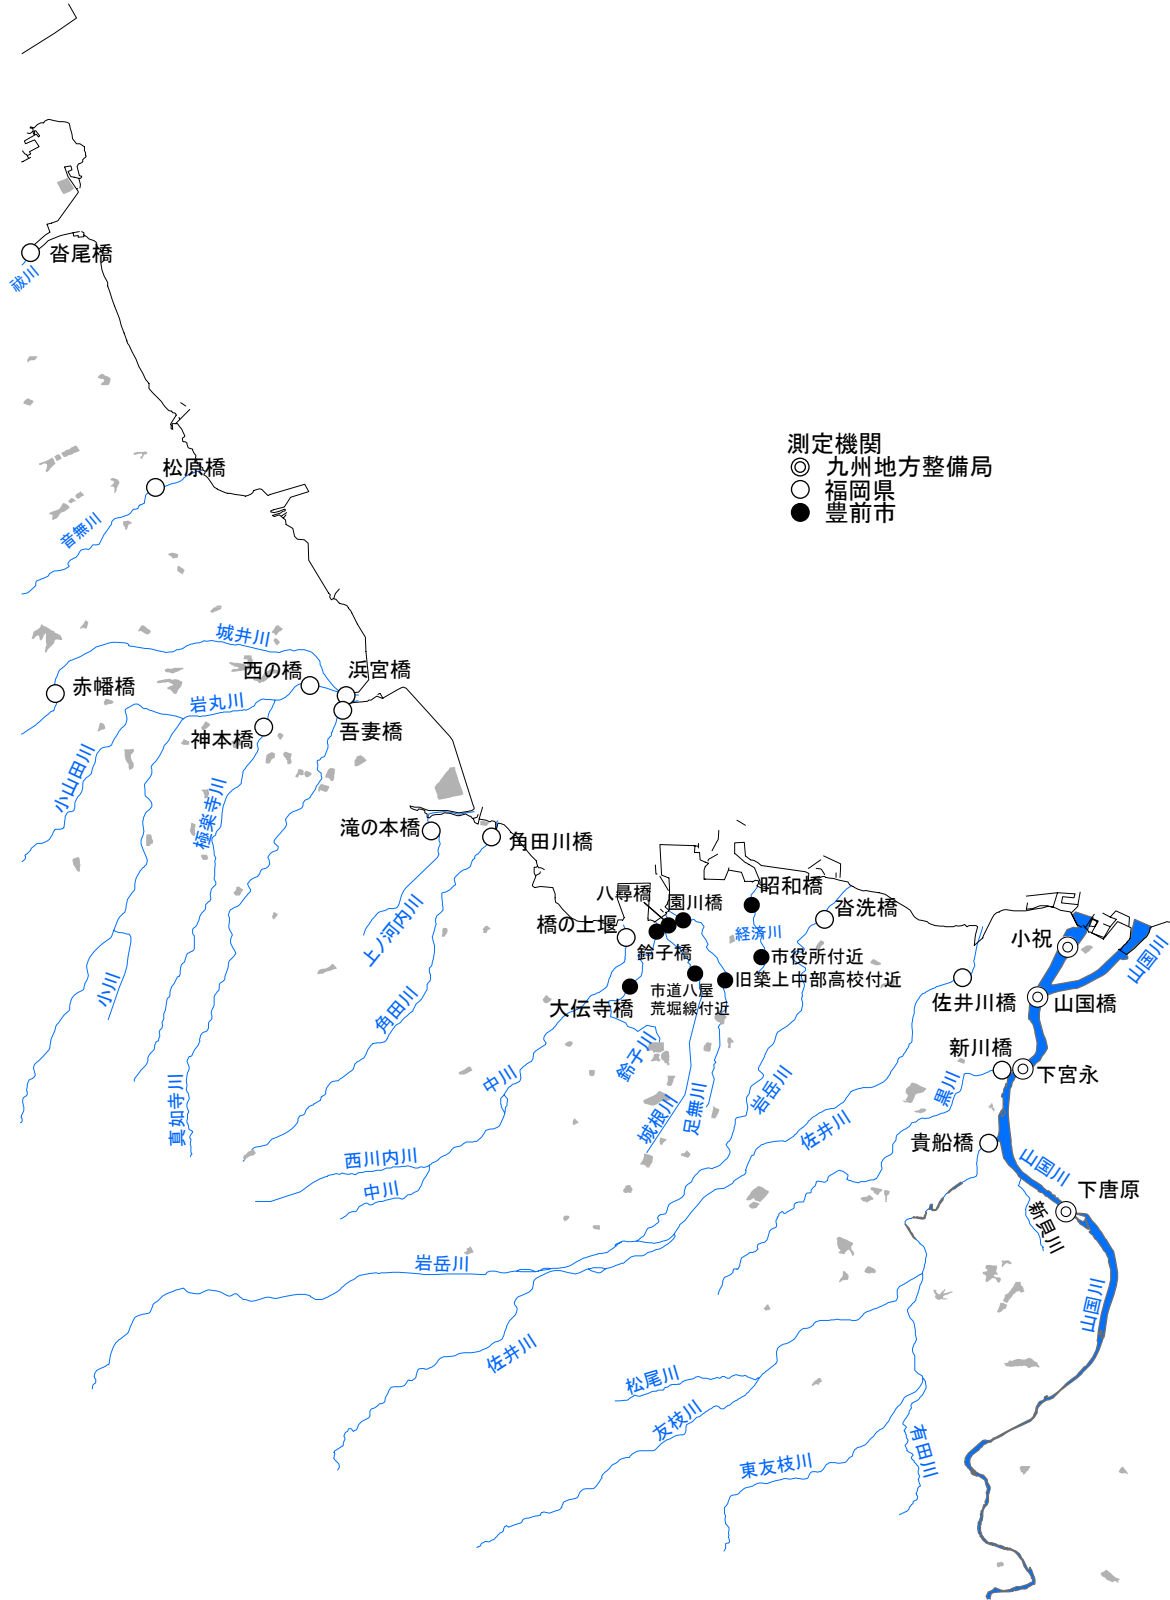 沓尾橋
祓川
測定機関
九州地方整備局
福岡県
豊前市
松原橋
音無川
城井川
西の橋
浜宮橋
赤幡橋
岩丸川
吾妻橋
神本橋
小山田川
極楽寺川
滝の本橋
角田川橋
八尋橋
園川橋
昭和橋
沓洗橋
橋の上堰
経済川
小祝
上ノ河内川
鈴子橋
市役所付近
山国川
旧築上中部高校付近
市道八屋
荒堀線付近
小川
大伝寺橋
佐井川橋
山国橋
角田川
新川橋
鈴子川
下宮永
中川
黒川
岩岳川
真如寺川
城根川
足無川
佐井川
貴船橋
西川内川
山国川
中川
下唐原
新貝川
岩岳川
山国川
佐井川
松尾川
友枝川
有田川
東友枝川